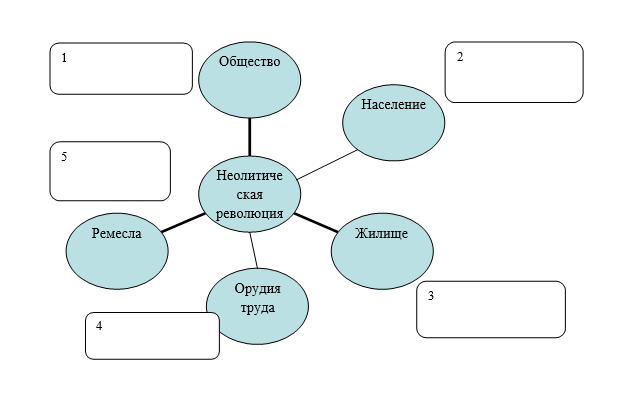 1
Общество
2
Население
5
Неолитиче
ская
революция
Ремесла
Жилище
Орудия
труда
3
4